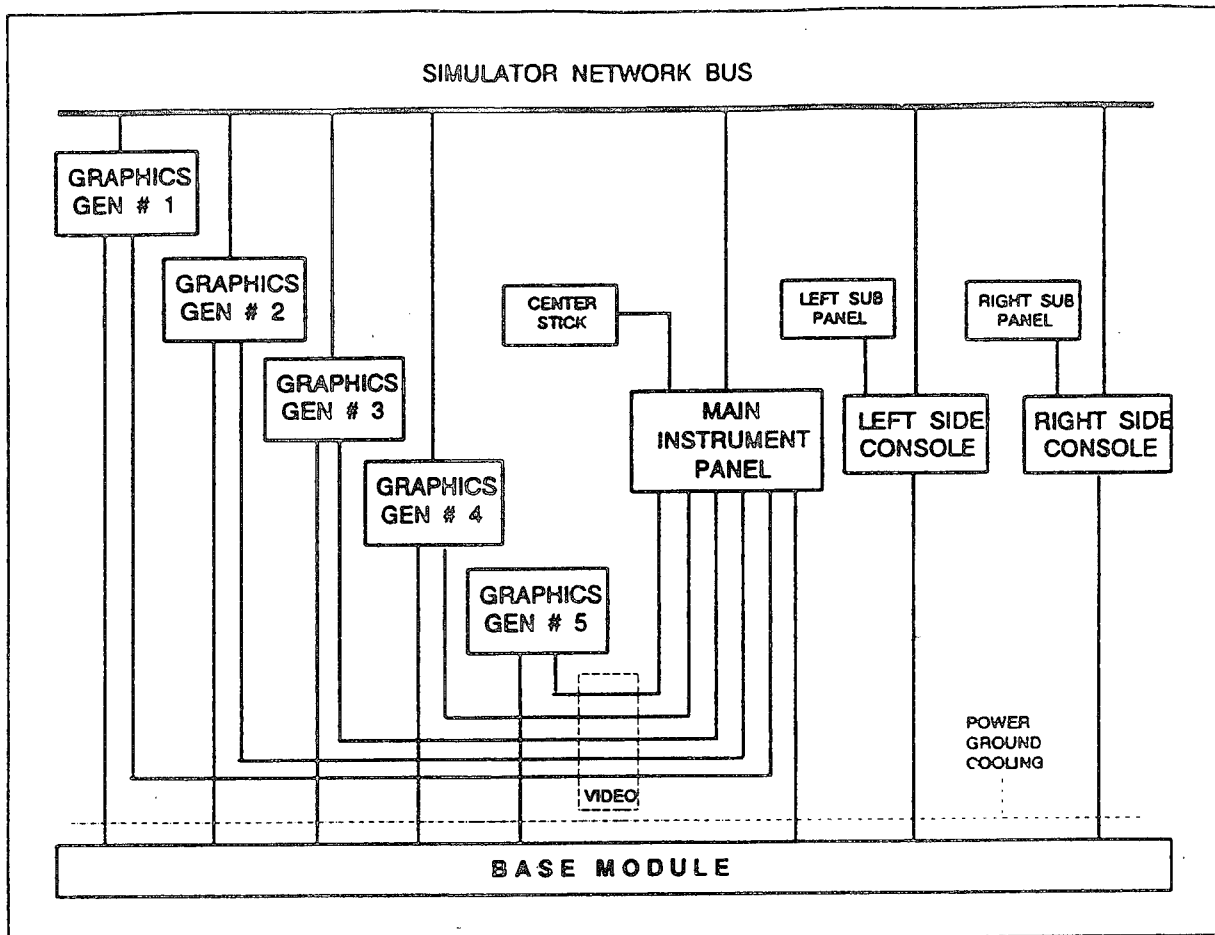 SIMULATOR NETWORK BUS
GRAPHICS
GEN # 1
GRAPHICS
GEN # 2
GRAPHICS
GEN # 3
GRAPHICS
GEN # 4
GRAPHICS
GEN # 5
CENTER
STICK
MAIN
INSTRUMENT
PANEL
LEFT SUB
PANEL
RIGHT SUB
PANEL
LEFT SIDE
CONSOLE
RIGHT SIDE
CONSOLE
VIDEO
POWER
GROUND
COOLING
BASE MODULE